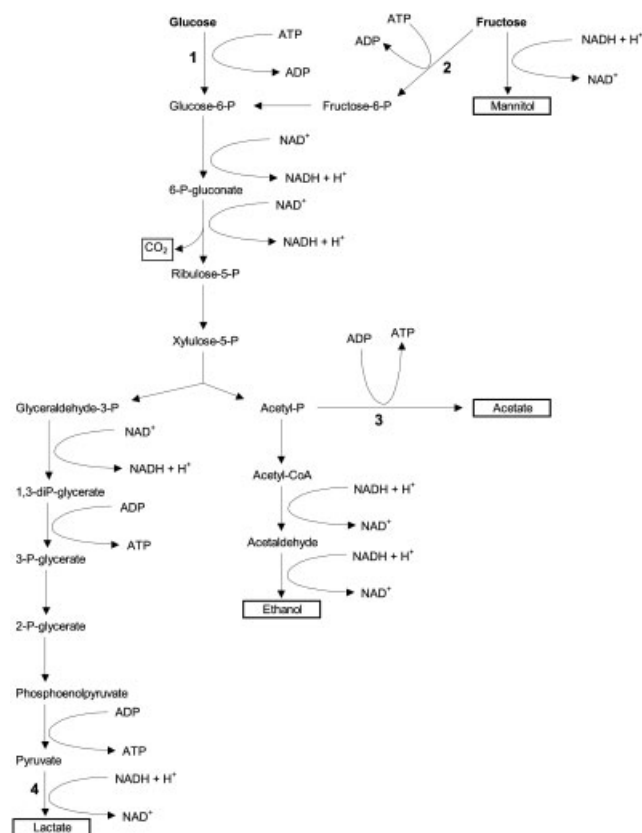 Glucose
ATP
1
ADP
ATP
ADP
2
Fructose
NADH + H⁺
NAD⁺
Mannitol
Glucose-6-P
Fructose-6-P
NAD⁺
NADH + H⁺
6-P-gluconate
NAD⁺
NADH + H⁺
CO₂
Ribulose-5-P
Xylulose-5-P
ADP
ATP
Glyceraldehyde-3-P
Acetyl-P
3
Acetate
NAD⁺
NADH + H⁺
1,3-diP-glycerate
ADP
ATP
3-P-glycerate
2-P-glycerate
Phosphoenolpyruvate
ADP
ATP
Pyruvate
4
NADH + H⁺
NAD⁺
Lactate
Acetyl-CoA
NADH + H⁺
NAD⁺
Acetaldehyde
NADH + H⁺
NAD⁺
Ethanol